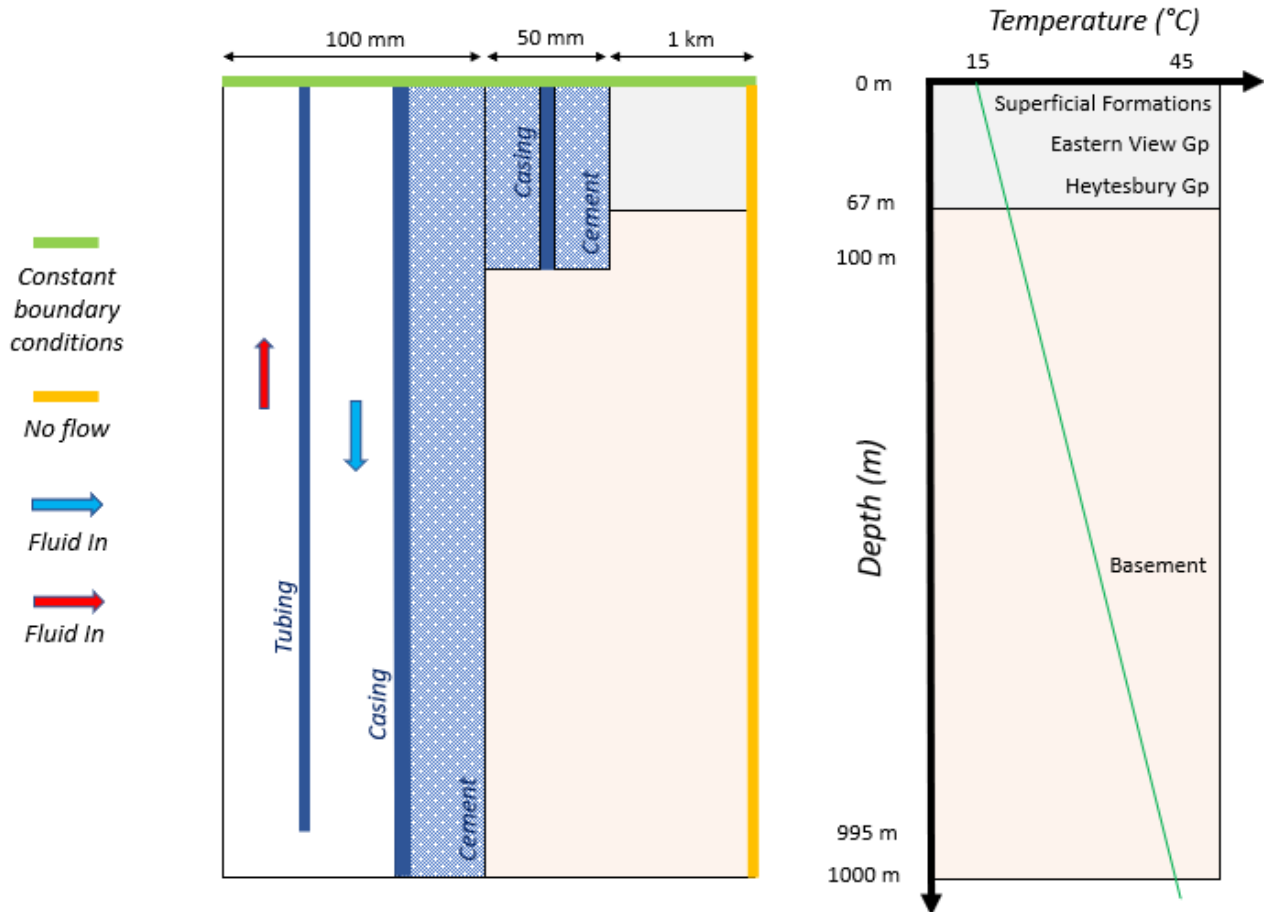 100 mm
50 mm
1 km
Casing
Cement
Tubing
Casing
Cement
Constant
boundary
conditions
No flow
Fluid In
Fluid In
Temperature (°C)
15
45
0 m
Superficial Formations
Eastern View Gp
Heytesbury Gp
67 m
100 m
Depth (m)
Basement
995 m
1000 m